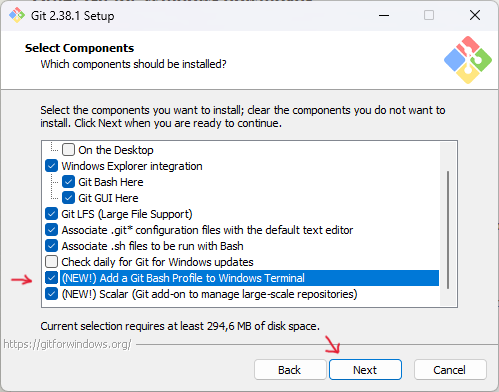 Git 2.38.1 Setup
Select Components
Which components should be installed?
Select the components you want to install; clear the components you do not want to
install. Click Next when you are ready to continue.
On the Desktop
Windows Explorer integration
Git Bash Here
Git GUI Here
Git LFS (Large File Support)
Associate .git* configuration files with the default text editor
Associate .sh files to be run with Bash
Check daily for Git for Windows updates
(NEW!) Add a Git Bash Profile to Windows Terminal
(NEW!) Scalar (Git add-on to manage large-scale repositories)
Current selection requires at least 294,6 MB of disk space.
https://gitforwindows.org/
Back Next Cancel